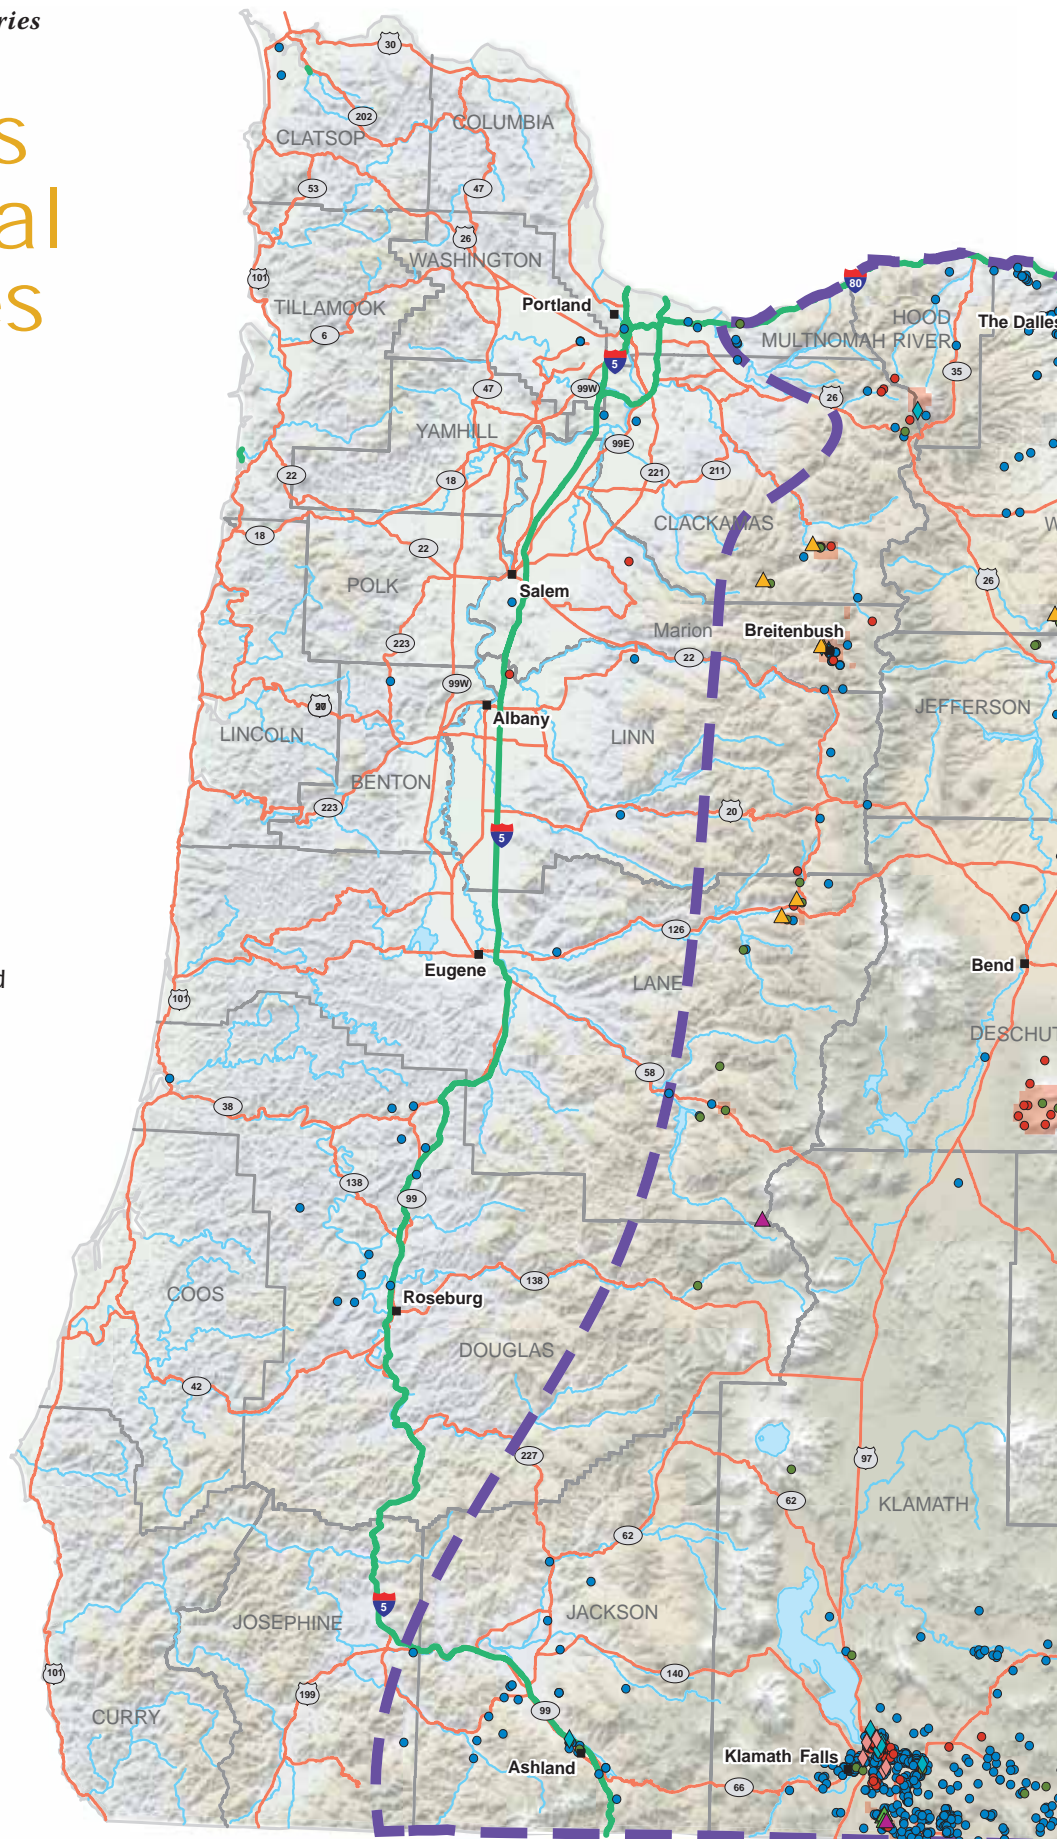 ries
s
al
es
d
30
202
CLATSOP
COLUMBIA
53
47
26
WASHINGTON
101
TILLAMOOK
6
Portland
80
HOOD
RIVER
The Dalles
MULTNOMAH
5
47
99W
26
35
YAMHILL
99E
22
18
221
211
CLACKAMAS
W
18
22
POLK
Salem
26
223
Marion
Breitenbush
22
99W
Albany
LINCOLN
LINN
JEFFERSON
BENTON
223
5
20
126
Eugene
LANE
Bend
101
DESCHUT
58
38
138
99
COOS
138
Roseburg
DOUGLAS
42
227
97
62
KLAMATH
62
5
JOSEPHINE
JACKSON
101
199
140
CURRY
99
Ashland
Klamath Falls
66